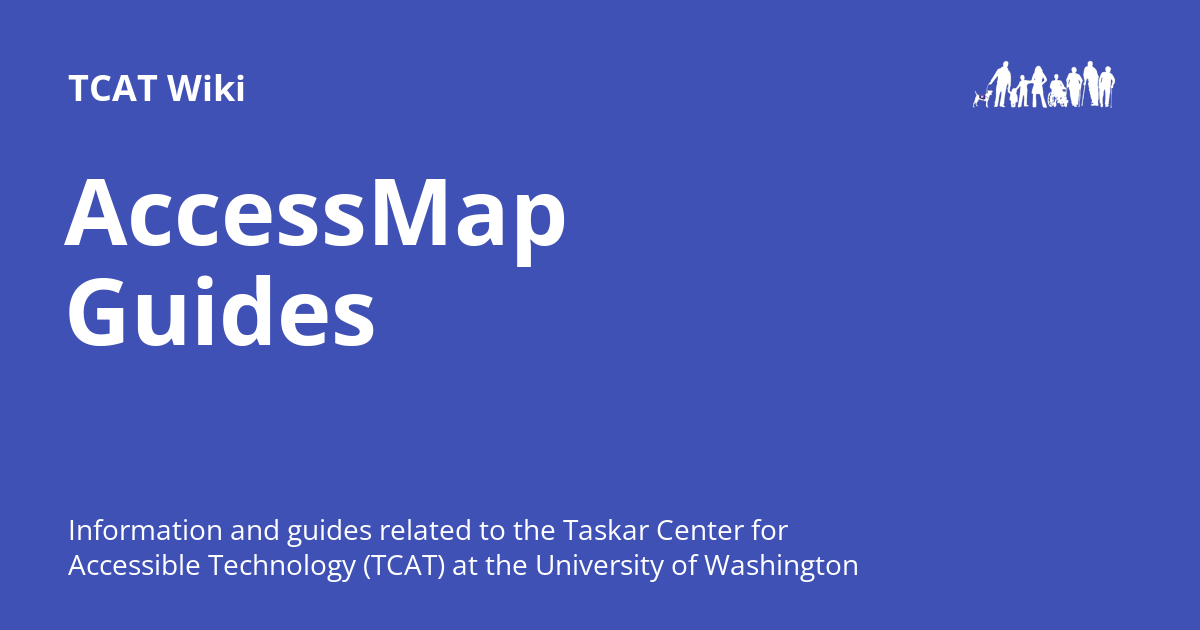 TCAT Wiki
AccessMap
Guides
Information and guides related to the Taskar Center for
Accessible Technology (TCAT) at the University of Washington